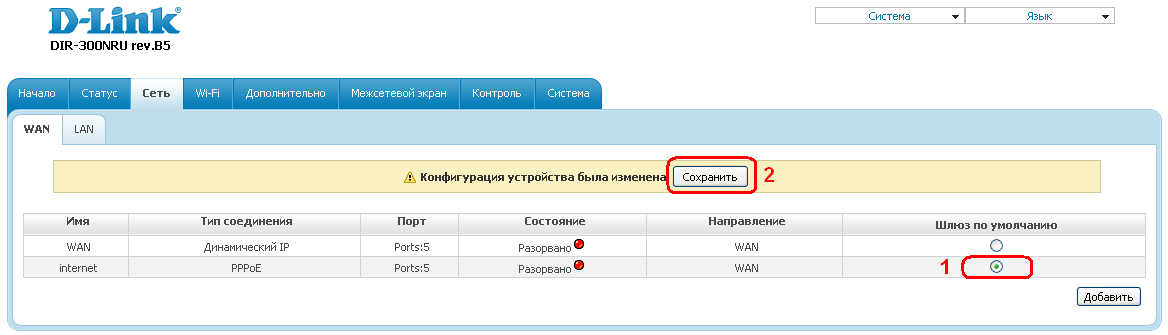 D-Link
DIR-300NRU rev.B5
Система Язык
Начало Статус Сеть Wi-Fi Дополнительно Межсетевой экран Контроль Система
WAN LAN
Конфигурация устройства была изменена Сохранить 2
Имя Тип соединения Порт Состояние Направление Шлюз по умолчанию
WAN Динамический IP Ports:5 Разорвано WAN
internet PPPoE Ports:5 Разорвано WAN 1
Добавить